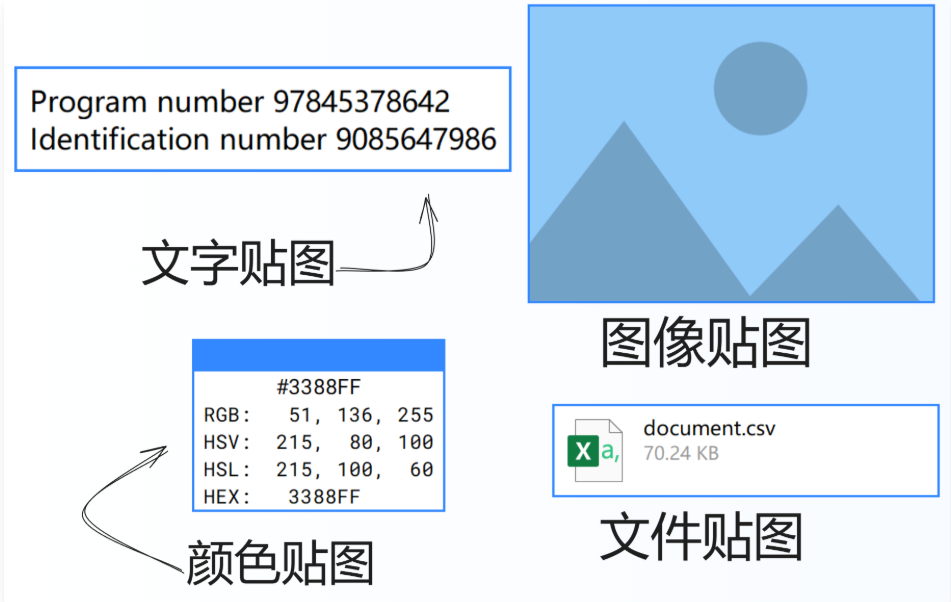 Program number 97845378642
Identification number 9085647986
文字贴图
图像贴图
#3388FF
RGB: 51, 136, 255
HSV: 215, 80, 100
HSL: 215, 100, 60
HEX: 3388FF
颜色贴图
X a,
document.csv
70.24 KB
文件贴图